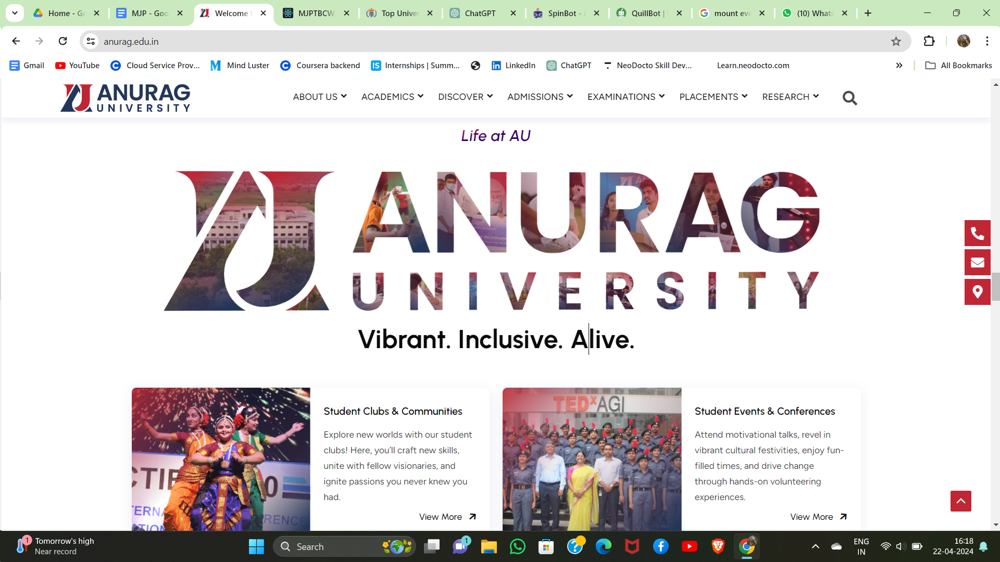 Home - Go
MJP - Goo
Welcome t
MJPTBCW
Top Univer
ChatGPT
SpinBot - A
QuillBot |
mount eve
(10) Whats
anurag.edu.in
Gmail
YouTube
Cloud Service Prov...
Mind Luster
Coursera backend
IS Internships | Summ...
LinkedIn
ChatGPT
NeoDocto Skill Dev...
Learn.neodocto.com
All Bookmarks
ANURAG
UNIVERSITY
ABOUT US
ACADEMICS
DISCOVER
ADMISSIONS
EXAMINATIONS
PLACEMENTS
RESEARCH
Life at AU
ANURAG
UNIVERSITY
Vibrant. Inclusive. Alive.
TEDxAGI
Student Clubs & Communities
Explore new worlds with our student
clubs! Here, you’ll craft new skills,
unite with fellow visionaries, and
ignite passions you never knew you
had.
View More
Student Events & Conferences
Attend motivational talks, revel in
vibrant cultural festivities, enjoy fun-
filled times, and drive change
through hands-on volunteering
experiences.
View More
1
Tomorrow's high
Near record
Search
1
ENG
IN
16:18
22-04-2024